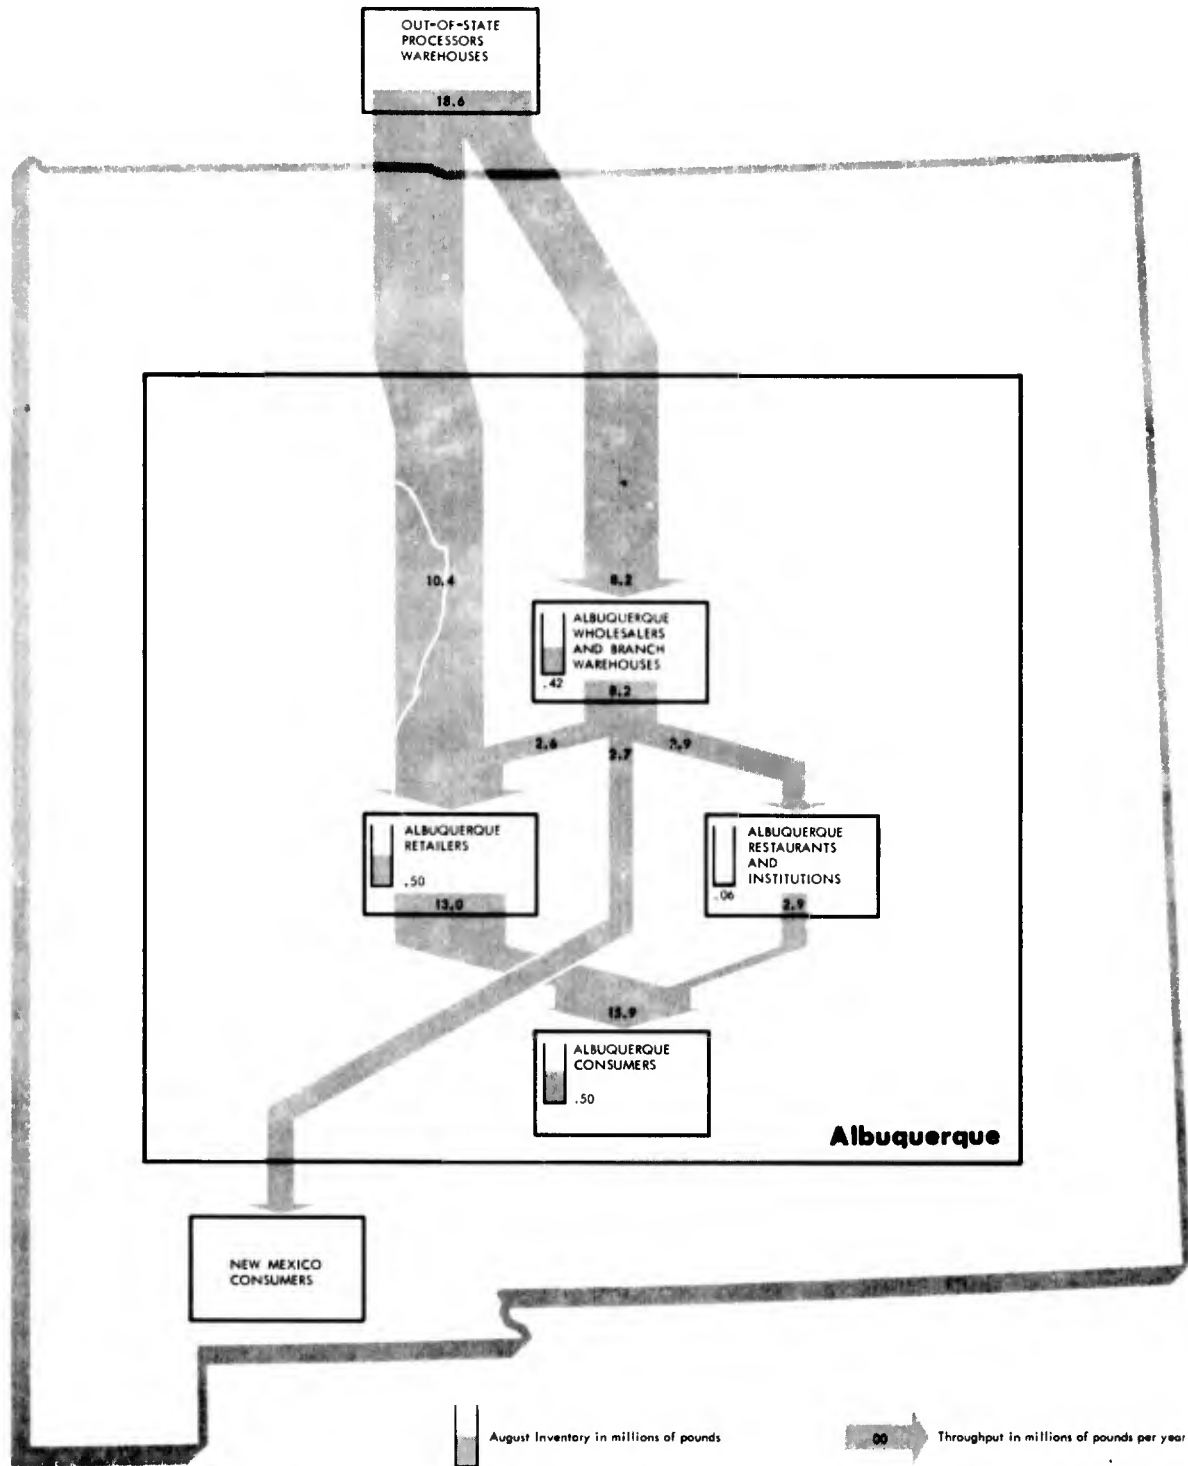 OUT-OF-STATE
PROCESSORS
WAREHOUSES
18.6
10.4
8.2
ALBUQUERQUE
WHOLESALERS
AND BRANCH
WAREHOUSES
.42
8.2
2.6
2.7
2.9
ALBUQUERQUE
RETAILERS
.50
13.0
ALBUQUERQUE
RESTAURANTS
AND
INSTITUTIONS
.06
2.9
15.9
ALBUQUERQUE
CONSUMERS
.50
Albuquerque
NEW MEXICO
CONSUMERS
August Inventory in millions of pounds
00
Throughput in millions of pounds per year